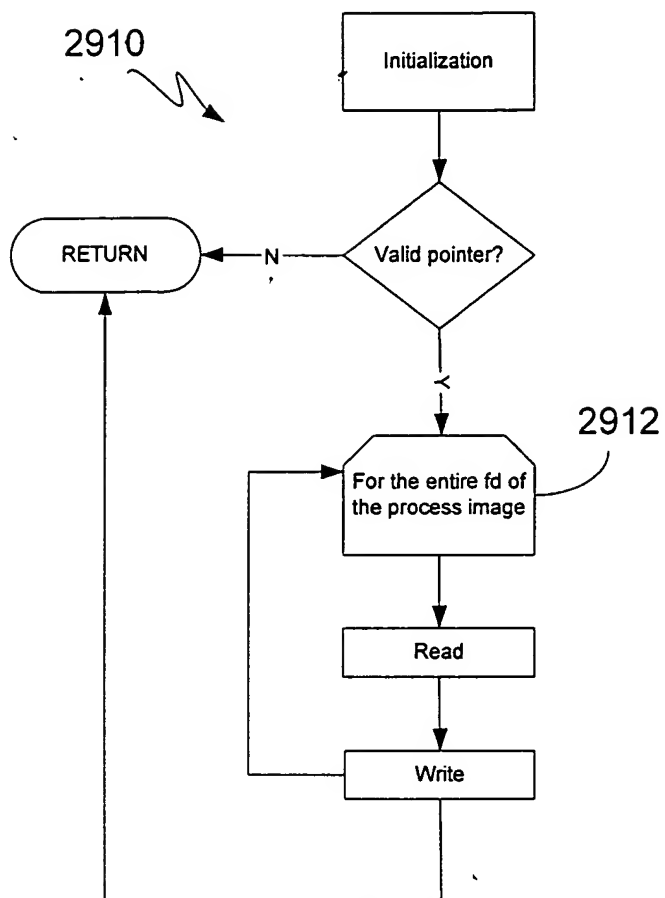 2910
Initialization
RETURN
N
Valid pointer?
Y
2912
For the entire fd of
the process image
Read
Write